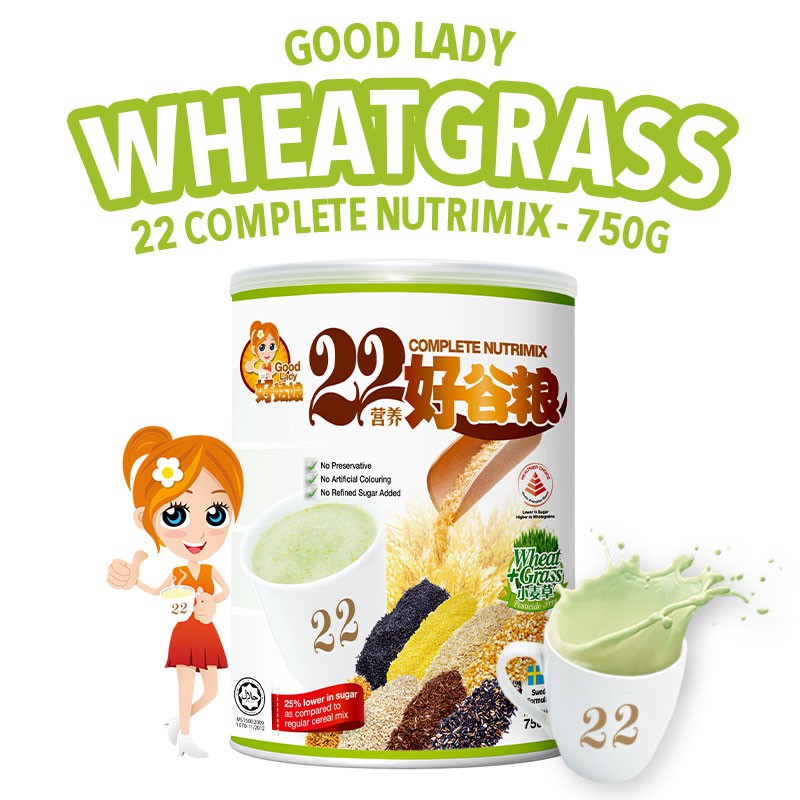 GOOD LADY
WHEATGRASS
22 COMPLETE NUTRIMIX - 750G
Good
Lady
好姑娘
COMPLETE NUTRIMIX
22
营养
好谷粮
No Preservative
No Artificial Colouring
No Refined Sugar Added
HEALTHIER CHOICE
Lower in Sugar
Higher in Wholegrains
Wheat
+Grass
小麦草
22
22
25% lower in sugar
as compared to
regular cereal mix
MS1500:2009
22